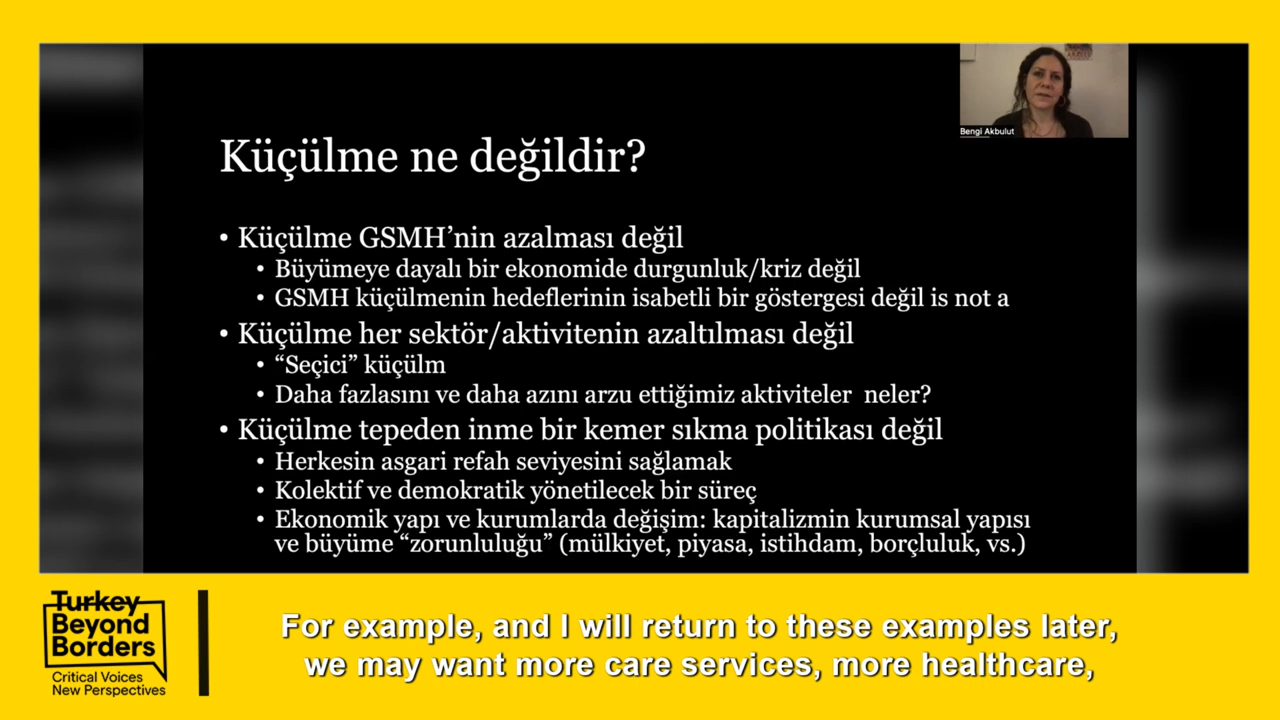 Bengi Akbulut
Küçülme ne değildir?
• Küçülme GSMH’nin azalması değil
• Büyümeye dayalı bir ekonomide durgunluk/kriz değil
• GSMH küçülmenin hedeflerinin isabetli bir göstergesi değil is not a
• Küçülme her sektör/aktivitenin azaltılması değil
• “Seçici” küçülm
• Daha fazlasını ve daha azını arzu ettiğimiz aktiviteler neler?
• Küçülme tepeden inme bir kemer sıkma politikası değil
• Herkesin asgari refah seviyesini sağlamak
• Kolektif ve demokratik yönetilecek bir süreç
• Ekonomik yapı ve kurumlarda değişim: kapitalizmin kurumsal yapısı
ve büyüme “zorunluluğu” (mülkiyet, piyasa, istihdam, borçluluk, vs.)
Turkey
Beyond
Borders
Critical Voices
New Perspectives
For example, and I will return to these examples later,
we may want more care services, more healthcare,